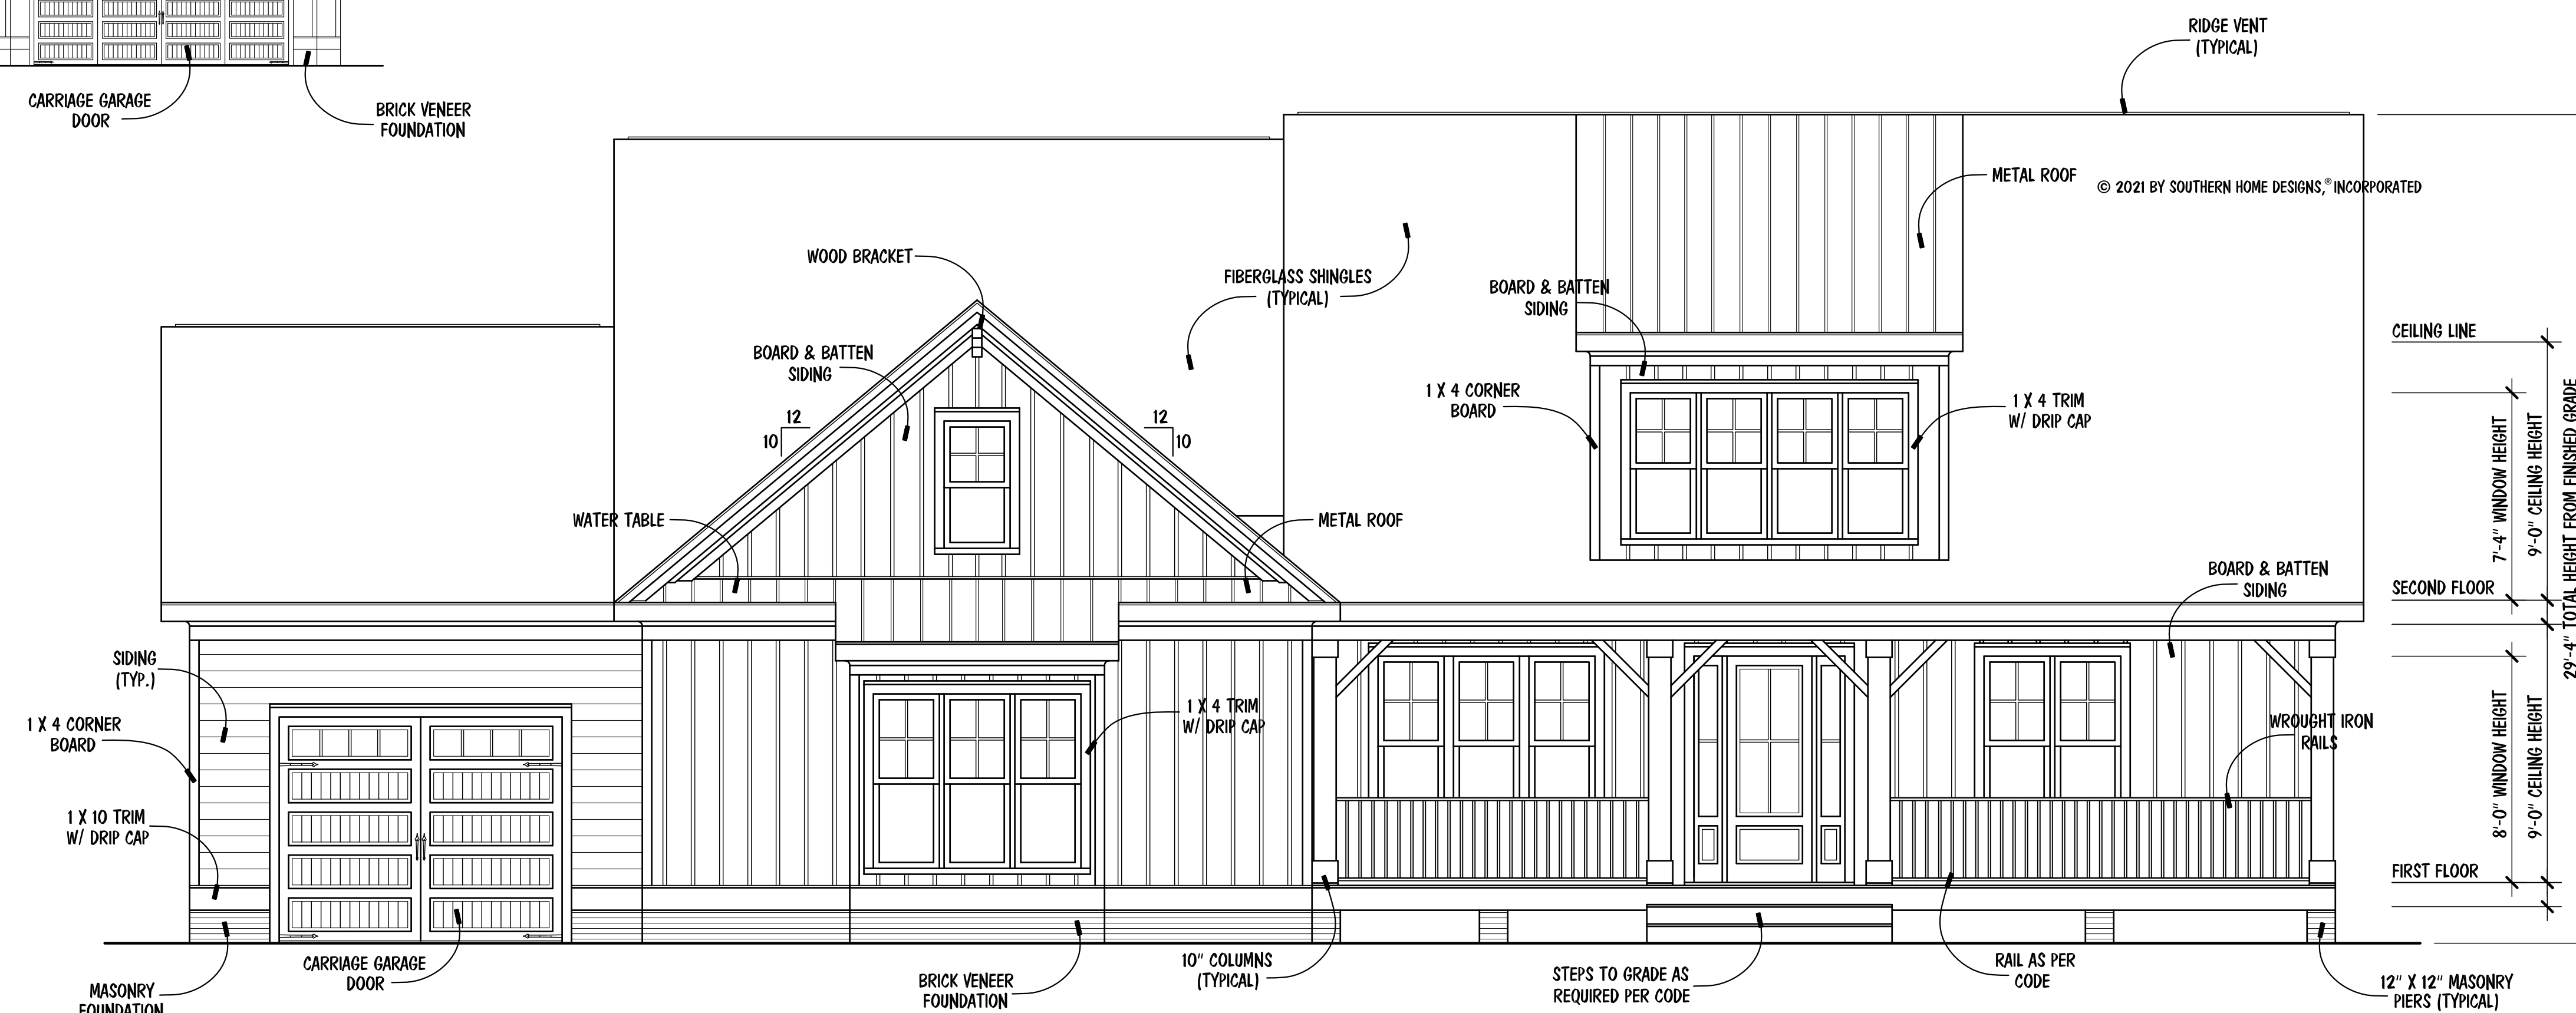 RIDGE VENT
(TYPICAL)
CARRIAGE GARAGE
DOOR
BRICK VENEER
FOUNDATION
METAL ROOF
© 2021 BY SOUTHERN HOME DESIGNS,® INCORPORATED
WOOD BRACKET
FIBERGLASS SHINGLES
(TYPICAL)
BOARD & BATTEN
SIDING
CEILING LINE
BOARD & BATTEN
SIDING
1 X 4 CORNER
BOARD
1 X 4 TRIM
W/ DRIP CAP
12
10
12
10
7'-4" WINDOW HEIGHT
9'-0" CEILING HEIGHT
29'-4" TOTAL HEIGHT FROM FINISHED GRADE
WATER TABLE
METAL ROOF
BOARD & BATTEN
SIDING
SECOND FLOOR
SIDING
(TYP.)
1 X 4 CORNER
BOARD
1 X 4 TRIM
W/ DRIP CAP
WROUGHT IRON
RAILS
8'-0" WINDOW HEIGHT
9'-0" CEILING HEIGHT
1 X 10 TRIM
W/ DRIP CAP
FIRST FLOOR
MASONRY
FOUNDATION
CARRIAGE GARAGE
DOOR
BRICK VENEER
FOUNDATION
10" COLUMNS
(TYPICAL)
STEPS TO GRADE AS
REQUIRED PER CODE
RAIL AS PER
CODE
12" X 12" MASONRY
PIERS (TYPICAL)